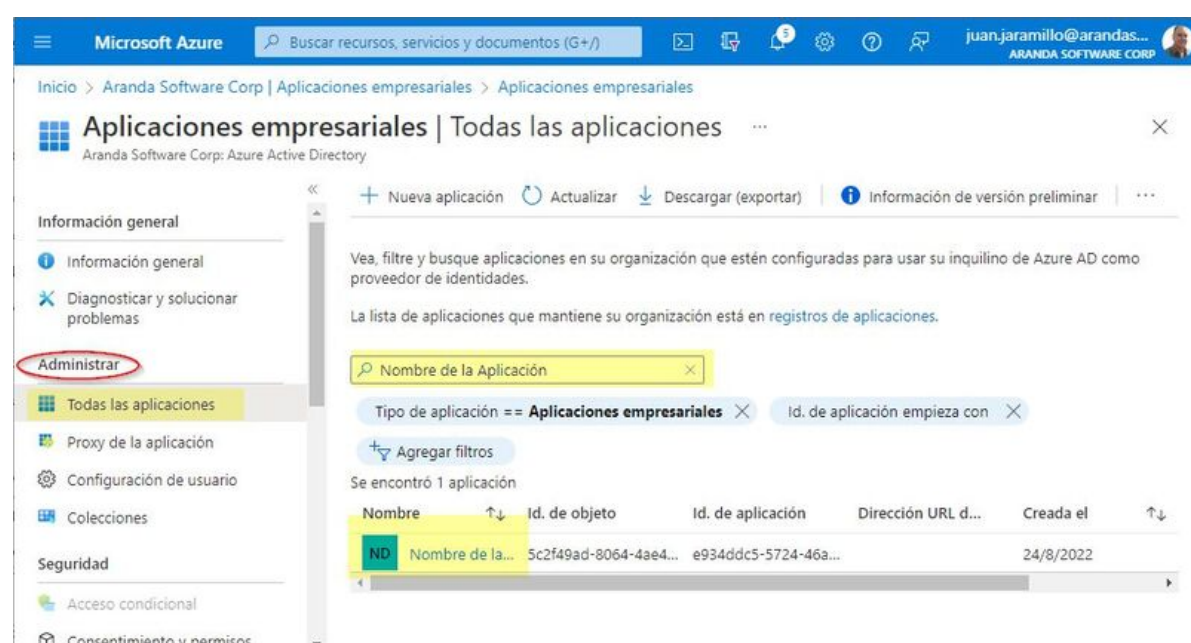 Microsoft Azure
Buscar recursos, servicios y documentos (G+/)
5
juan.jaramillo@arandas...
ARANDA SOFTWARE CORP
Inicio > Aranda Software Corp | Aplicaciones empresariales > Aplicaciones empresariales
Aplicaciones empresariales | Todas las aplicaciones ...
Aranda Software Corp: Azure Active Directory
Información general
Información general
Diagnosticar y solucionar
problemas
Administrar
Todas las aplicaciones
Proxy de la aplicación
Configuración de usuario
Colecciones
Seguridad
Acceso condicional
Consentimiento y permisos
+ Nueva aplicación Actualizar Descargar (exportar) Información de versión preliminar ...
Vea, filtre y busque aplicaciones en su organización que estén configuradas para usar su inquilino de Azure AD como
proveedor de identidades.
La lista de aplicaciones que mantiene su organización está en registros de aplicaciones.
Nombre de la Aplicación
Tipo de aplicación == Aplicaciones empresariales Id. de aplicación empieza con
Agregar filtros
Se encontró 1 aplicación
Nombre Id. de objeto Id. de aplicación Dirección URL d... Creada el
ND Nombre de la... 5c2f49ad-8064-4ae4... e934ddc5-5724-46a... 24/8/2022